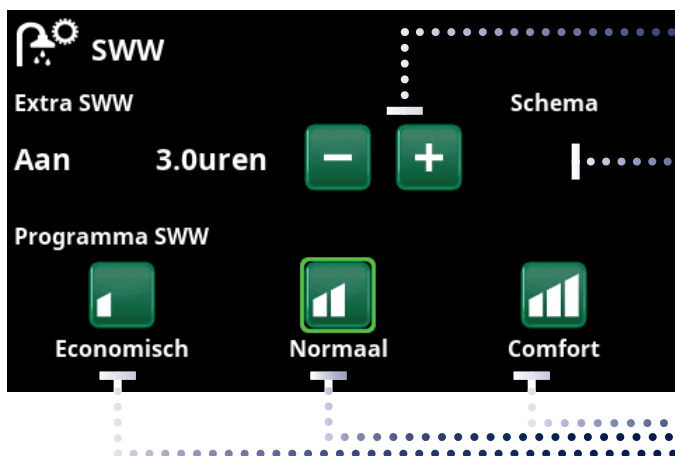 SWW
Extra SWW Schema
Aan 3.0uren − +
Programma SWW
Economisch Normaal Comfort